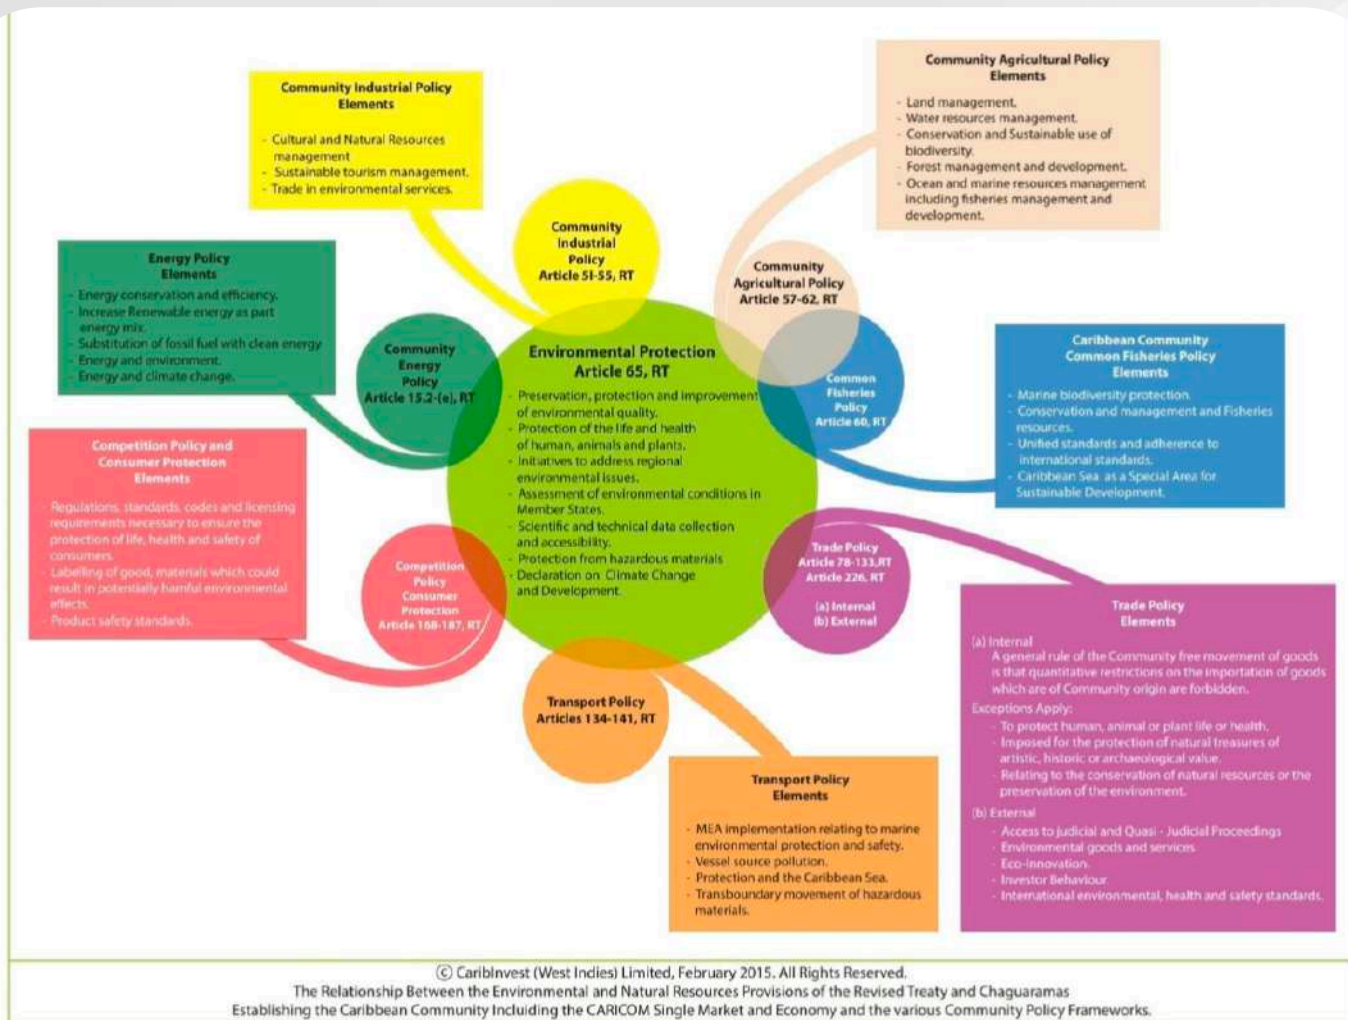 Community Industrial Policy
Elements
- Cultural and Natural Resources
management
- Sustainable tourism management.
- Trade in environmental services.
Community Agricultural Policy
Elements
- Land management.
- Water resources management.
- Conservation and Sustainable use of
biodiversity.
- Forest management and development.
- Ocean and marine resources management
including fisheries management and
development.
Energy Policy
Elements
- Energy conservation and efficiency.
- Increase Renewable energy as part
energy mix.
- Substitution of fossil fuel with clean energy
- Energy and environment.
- Energy and climate change.
Community
Industrial
Policy
Article 51-55, RT
Community
Agricultural Policy
Article 57-62, RT
Community
Energy
Policy
Article 15.2-(e), RT
Environmental Protection
Article 65, RT
- Preservation, protection and improvement
of environmental quality.
- Protection of the life and health
of human, animals and plants.
- Initiatives to address regional
environmental issues.
- Assessment of environmental conditions in
Member States.
- Scientific and technical data collection
and accessibility.
- Protection from hazardous materials
- Declaration on Climate Change
and Development.
Common
Fisheries
Policy
Article 60, RT
Caribbean Community
Common Fisheries Policy
Elements
- Marine biodiversity protection.
- Conservation and management and Fisheries
resources.
- Unified standards and adherence to
international standards.
- Caribbean Sea as a Special Area for
Sustainable Development.
Competition Policy and
Consumer Protection
Elements
- Regulations, standards, codes and licensing
requirements necessary to ensure the
protection of life, health and safety of
consumers.
- Labelling of good, materials which could
result in potentially harmful environmental
effects.
- Product safety standards.
Competition
Policy
Consumer
Protection
Article 168-187, RT
Trade Policy
Article 78-133,RT
Article 226, RT
(a) Internal
(b) External
Trade Policy
Elements
(a) Internal
A general rule of the Community free movement of goods
is that quantitative restrictions on the importation of goods
which are of Community origin are forbidden.
Exceptions Apply:
- To protect human, animal or plant life or health.
- Imposed for the protection of natural treasures of
artistic, historic or archaeological value.
- Relating to the conservation of natural resources or the
preservation of the environment.
(b) External
- Access to judicial and Quasi - Judicial Proceedings
- Environmental goods and services
- Eco-innovation.
- Investor Behaviour
- International environmental, health and safety standards.
Transport Policy
Articles 134-141, RT
Transport Policy
Elements
- MEA implementation relating to marine
environmental protection and safety.
- Vessel source pollution.
- Protection and the Caribbean Sea.
- Transboundary movement of hazardous
materials.
© CaribInvest (West Indies) Limited, February 2015. All Rights Reserved.
The Relationship Between the Environmental and Natural Resources Provisions of the Revised Treaty and Chaguaramas
Establishing the Caribbean Community Including the CARICOM Single Market and Economy and the various Community Policy Frameworks.